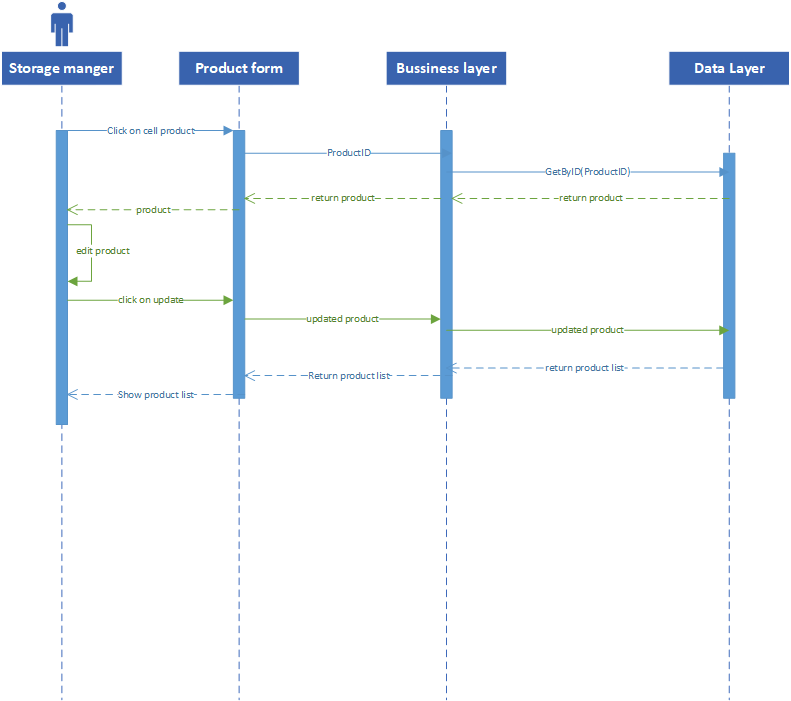 Storage manger
Product form
Bussiness layer
Data Layer
Click on cell product
ProductID
GetByID(ProductID)
return product
return product
product
edit product
click on update
updated product
updated product
return product list
Return product list
Show product list